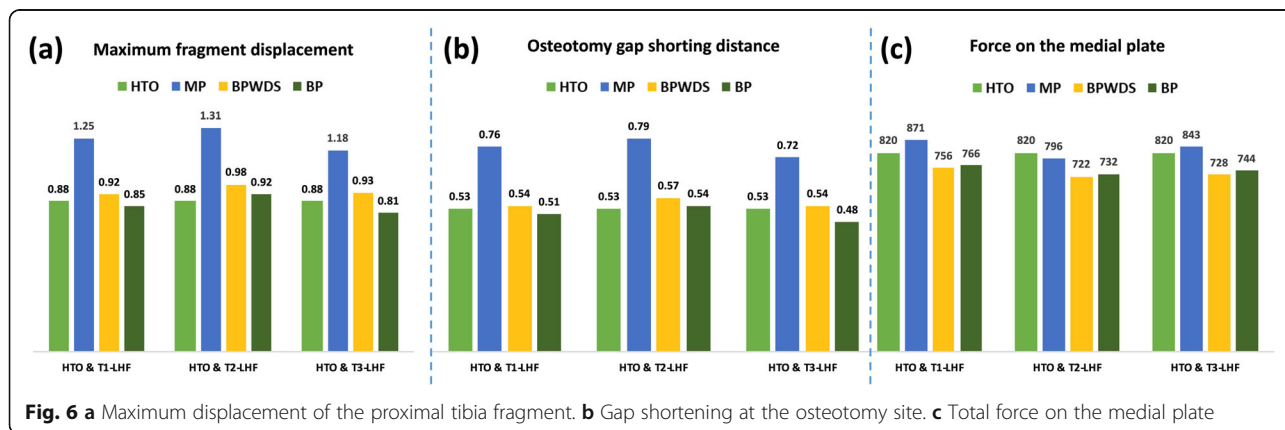 (a)
Maximum fragment displacement
HTO MP BPWDS BP
1.25
1.31
1.18
0.88
0.92
0.85
0.88
0.98
0.92
0.88
0.93
0.81
HTO & T1-LHF HTO & T2-LHF HTO & T3-LHF
(b)
Osteotomy gap shorting distance
HTO MP BPWDS BP
0.76
0.79
0.72
0.53
0.54
0.51
0.53
0.57
0.54
0.53
0.54
0.48
HTO & T1-LHF HTO & T2-LHF HTO & T3-LHF
(c)
Force on the medial plate
HTO MP BPWDS BP
820
871
756
766
820
796
722
732
820
843
728
744
HTO & T1-LHF HTO & T2-LHF HTO & T3-LHF
Fig. 6 a Maximum displacement of the proximal tibia fragment. b Gap shortening at the osteotomy site. c Total force on the medial plate